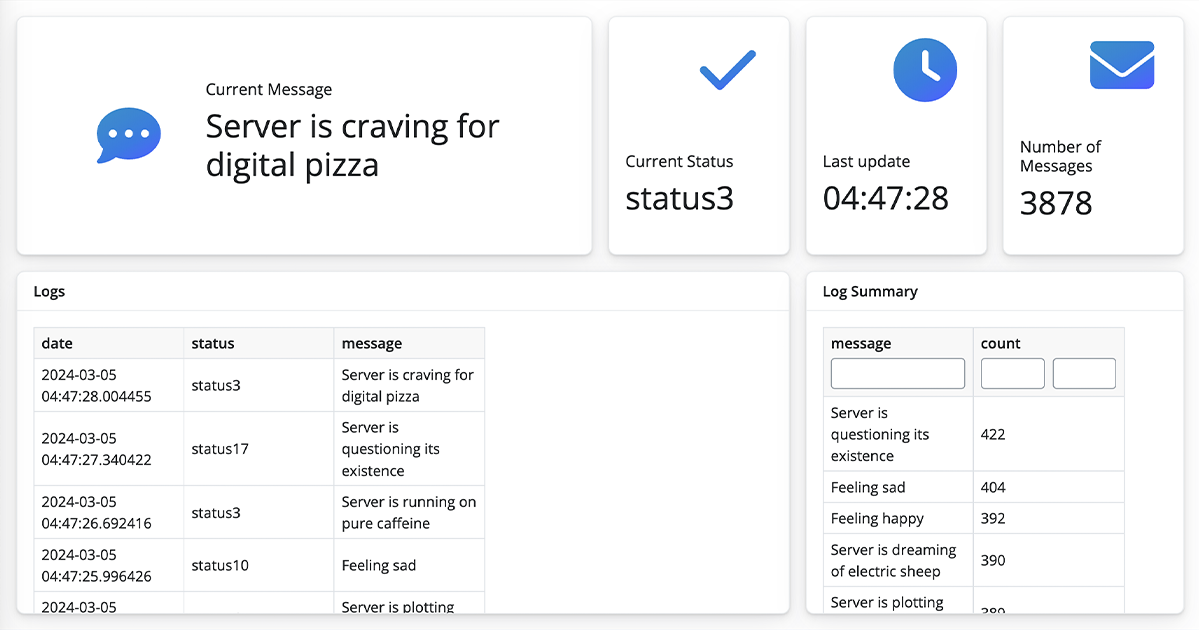 Current Message
Server is craving for
digital pizza
Current Status
status3
Last update
04:47:28
Number of
Messages
3878
Logs
date status message
2024-03-05
04:47:28.004455
status3
Server is craving for
digital pizza
2024-03-05
04:47:27.340422
status17
Server is
questioning its
existence
2024-03-05
04:47:26.692416
status3
Server is running on
pure caffeine
2024-03-05
04:47:25.996426
status10
Feeling sad
2024-03-05
Server is plotting
Log Summary
message count
Server is
questioning its
existence
422
Feeling sad 404
Feeling happy 392
Server is dreaming
of electric sheep
390
Server is plotting